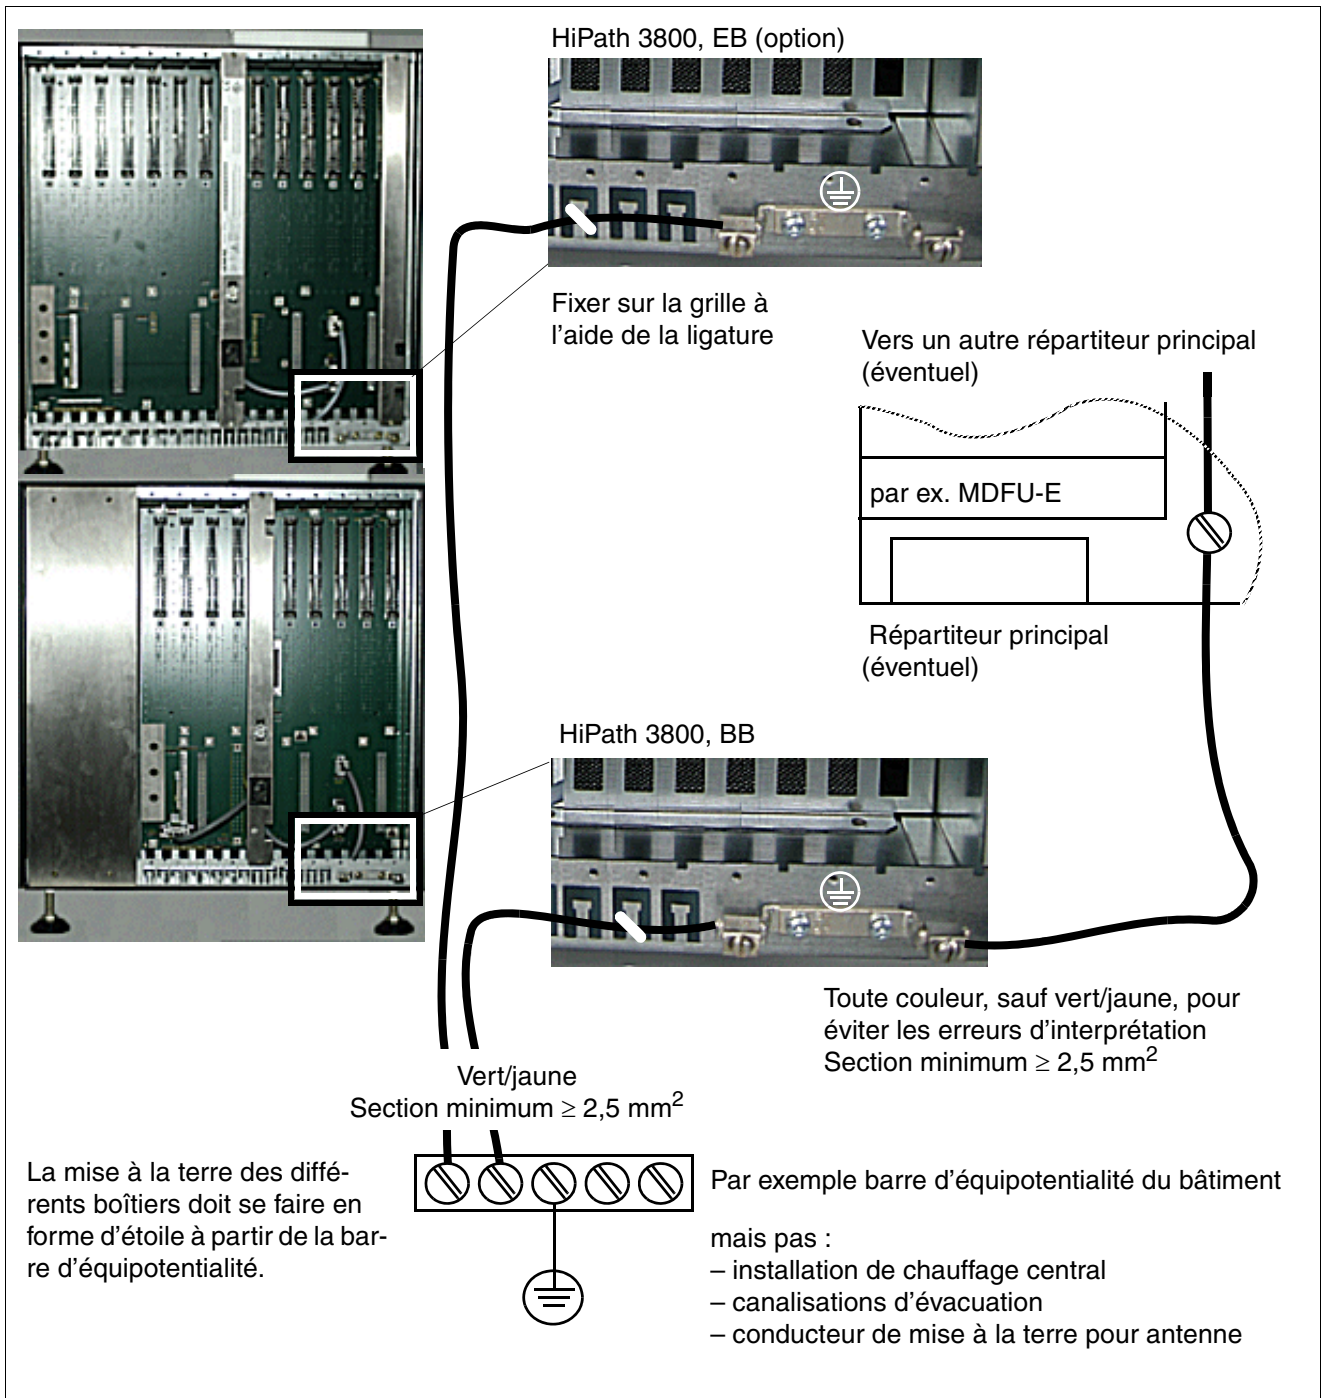 HiPath 3800, EB (option)
Fixer sur la grille à
l’aide de la ligature
Vers un autre répartiteur principal
(éventuel)
par ex. MDFU-E
Répartiteur principal
(éventuel)
HiPath 3800, BB
Toute couleur, sauf vert/jaune, pour
éviter les erreurs d’interprétation
Section minimum ≥ 2,5 mm²
Vert/jaune
Section minimum ≥ 2,5 mm²
La mise à la terre des diffé-
rents boîtiers doit se faire en
forme d’étoile à partir de la bar-
re d’équipotentialité.
Par exemple barre d’équipotentialité du bâtiment
mais pas :
– installation de chauffage central
– canalisations d’évacuation
– conducteur de mise à la terre pour antenne